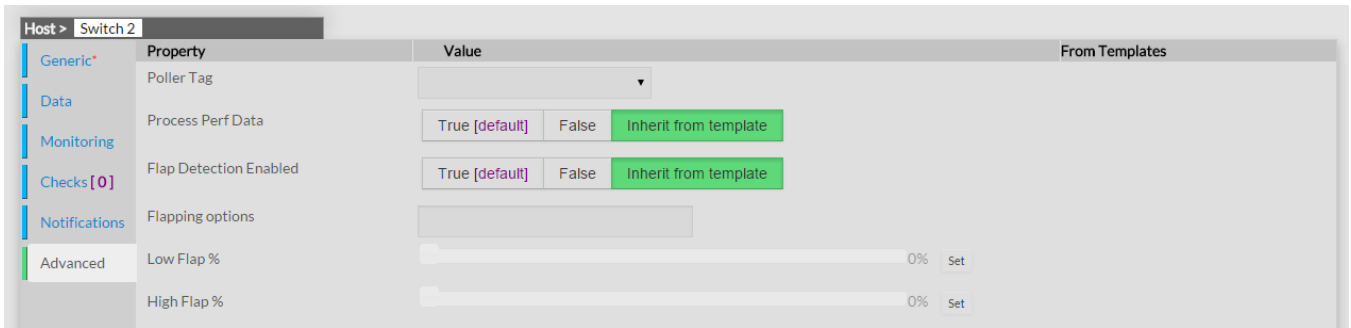 Host > Switch 2
Property Value From Templates
Generic*
Data
Monitoring
Checks [ 0 ]
Notifications
Advanced
Poller Tag
Process Perf Data True [default] False Inherit from template
Flap Detection Enabled True [default] False Inherit from template
Flapping options
Low Flap % 0% Set
High Flap % 0% Set